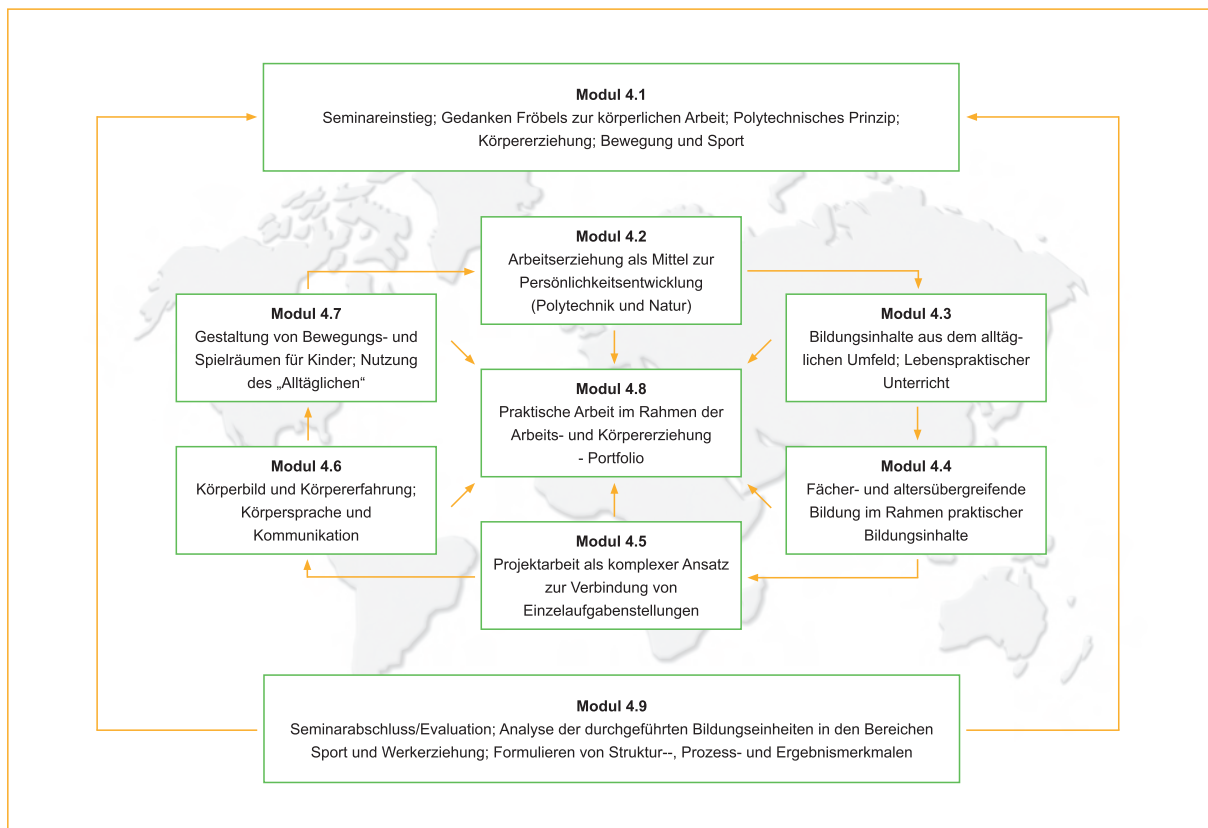 Modul 4.1
Seminareinstieg; Gedanken Fröbels zur körperlichen Arbeit; Polytechnisches Prinzip;
Körpererziehung; Bewegung und Sport
Modul 4.2
Arbeitserziehung als Mittel zur
Persönlichkeitsentwicklung
(Polytechnik und Natur)
Modul 4.7
Gestaltung von Bewegungs- und
Spielräumen für Kinder; Nutzung
des „Alltäglichen“
Modul 4.3
Bildungsinhalte aus dem alltäg-
lichen Umfeld; Lebenspraktischer
Unterricht
Modul 4.8
Praktische Arbeit im Rahmen der
Arbeits- und Körpererziehung
- Portfolio
Modul 4.6
Körperbild und Körpererfahrung;
Körpersprache und
Kommunikation
Modul 4.4
Fächer- und altersübergreifende
Bildung im Rahmen praktischer
Bildungsinhalte
Modul 4.5
Projektarbeit als komplexer Ansatz
zur Verbindung von
Einzelaufgabenstellungen
Modul 4.9
Seminarabschluss/Evaluation; Analyse der durchgeführten Bildungseinheiten in den Bereichen
Sport und Werkerziehung; Formulieren von Struktur--, Prozess- und Ergebnismerkmalen